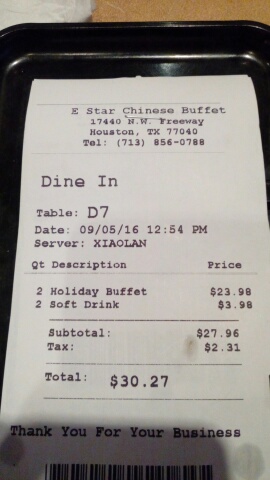 E Star Chinese Buffet
17440 N.W. Freeway
Houston, TX 77040
Tel: (713) 856-0788
Dine In
Table: D7
Date: 09/05/16 12:54 PM
Server: XIAOLAN
Qt Description Price
2 Holiday Buffet $23.98
2 Soft Drink $3.98
Subtotal: $27.96
Tax: $2.31
Total: $30.27
Thank You For Your Business